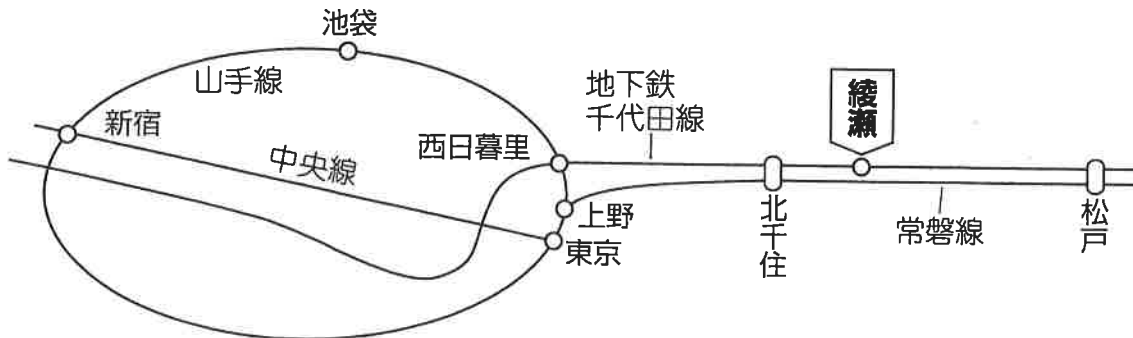 池袋
山手線
新宿
中央線
西日暮里
上野
東京
地下鉄
千代田線
綾瀬
北千住
常磐線
松戸